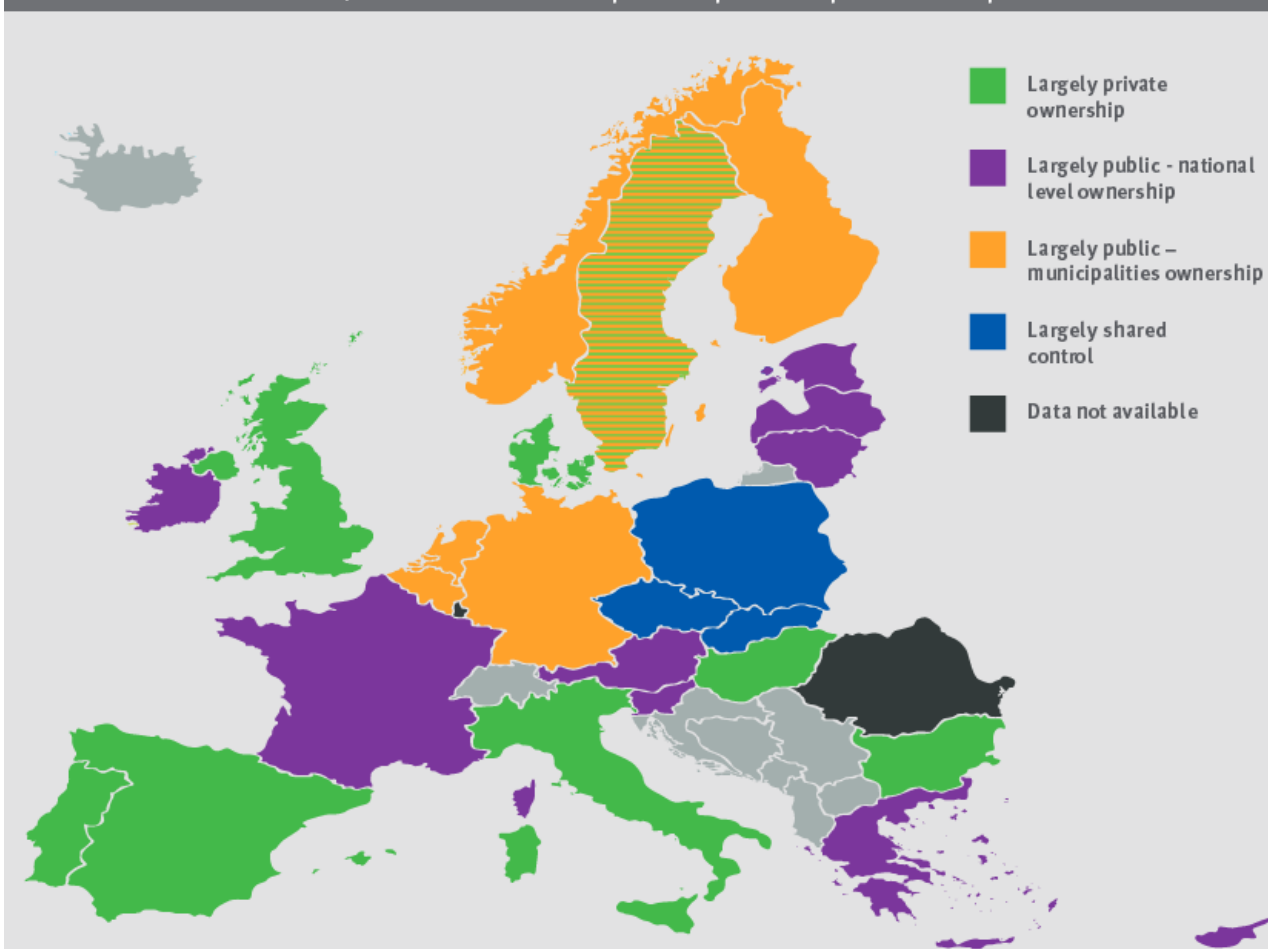 Largely private
ownership
Largely public - national
level ownership
Largely public –
municipalities ownership
Largely shared
control
Data not available